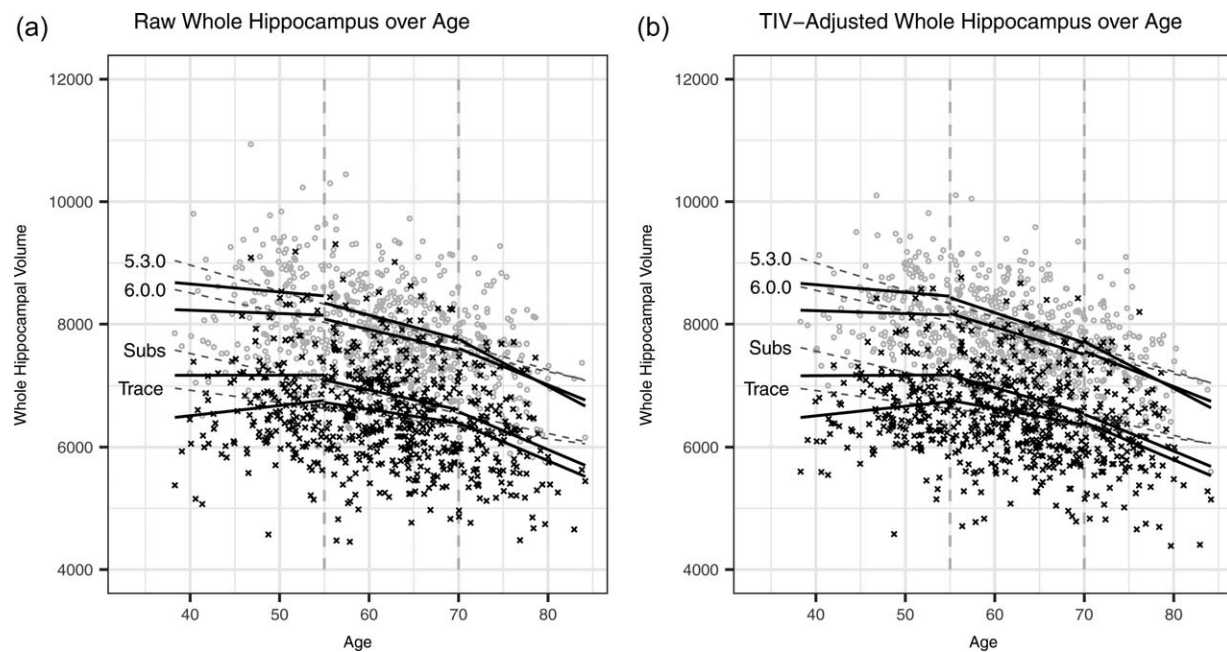 (a)
Raw Whole Hippocampus over Age
12000
10000
8000
6000
4000
Whole Hippocampal Volume
5.3.0
6.0.0
Subs
Trace
40
50
60
70
80
Age
(b)
TIV−Adjusted Whole Hippocampus over Age
12000
10000
8000
6000
4000
Whole Hippocampal Volume
5.3.0
6.0.0
Subs
Trace
40
50
60
70
80
Age